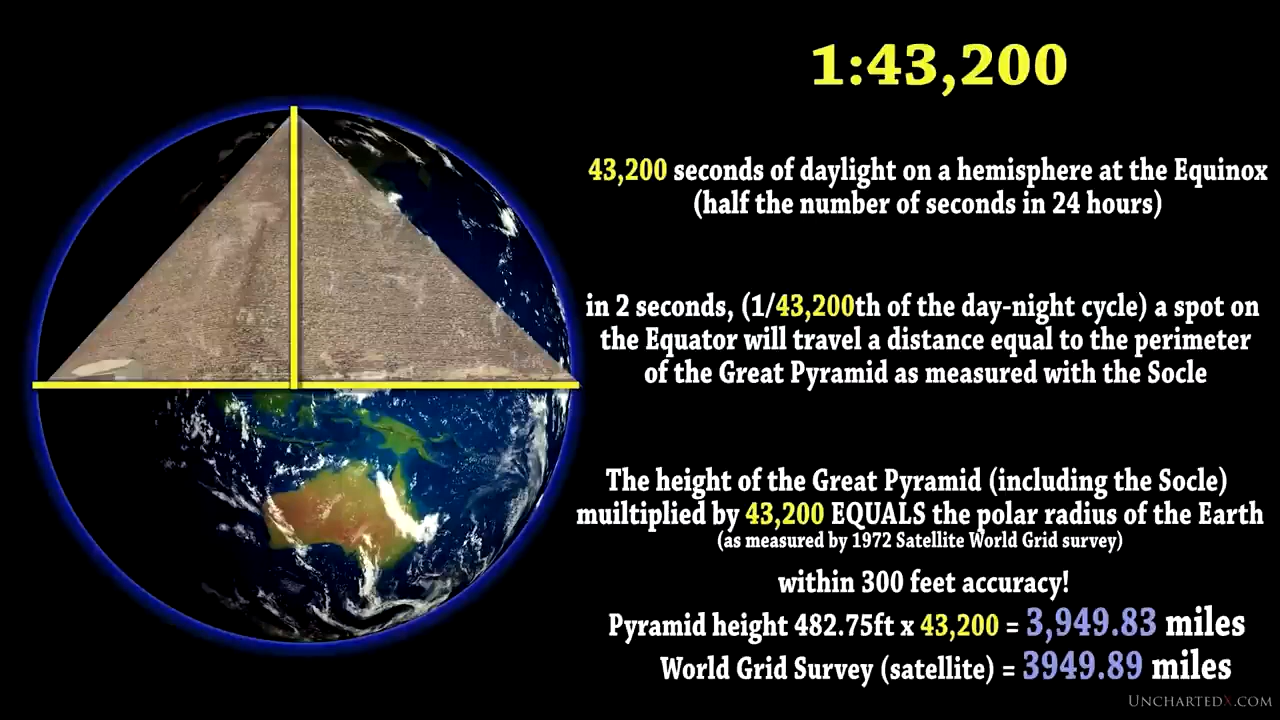 1:43,200
43,200 seconds of daylight on a hemisphere at the Equinox
(half the number of seconds in 24 hours)
in 2 seconds, (1/43,200th of the day-night cycle) a spot on
the Equator will travel a distance equal to the perimeter
of the Great Pyramid as measured with the Socle
The height of the Great Pyramid (including the Socle)
muiltiplied by 43,200 EQUALS the polar radius of the Earth
(as measured by 1972 Satellite World Grid survey)
within 300 feet accuracy!
Pyramid height 482.75ft x 43,200 = 3,949.83 miles
World Grid Survey (satellite) = 3949.89 miles
UNCHARTEDX.COM